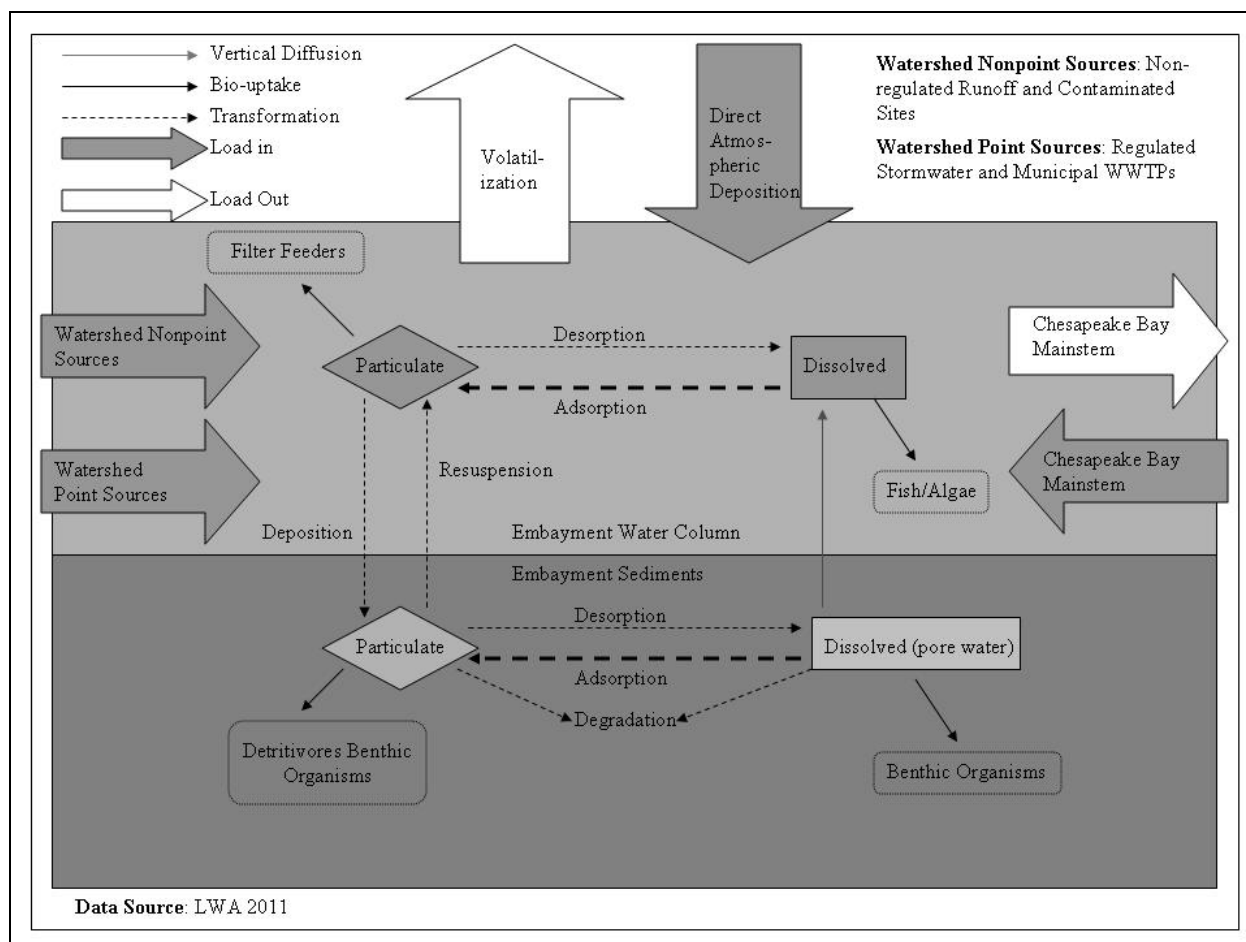 Vertical Diffusion
Bio-uptake
Transformation
Load in
Load Out
Volatil-
ization
Direct
Atmos-
pheric
Deposition
Watershed Nonpoint Sources: Non-
regulated Runoff and Contaminated
Sites
Watershed Point Sources: Regulated
Stormwater and Municipal WWTPs
Filter Feeders
Watershed Nonpoint
Sources
Particulate
Desorption
Adsorption
Dissolved
Chesapeake Bay
Mainstem
Watershed
Point Sources
Resuspension
Fish/Algae
Chesapeake Bay
Mainstem
Deposition
Embayment Water Column
Embayment Sediments
Particulate
Desorption
Adsorption
Dissolved (pore water)
Degradation
Detritivores Benthic
Organisms
Benthic Organisms
Data Source: LWA 2011